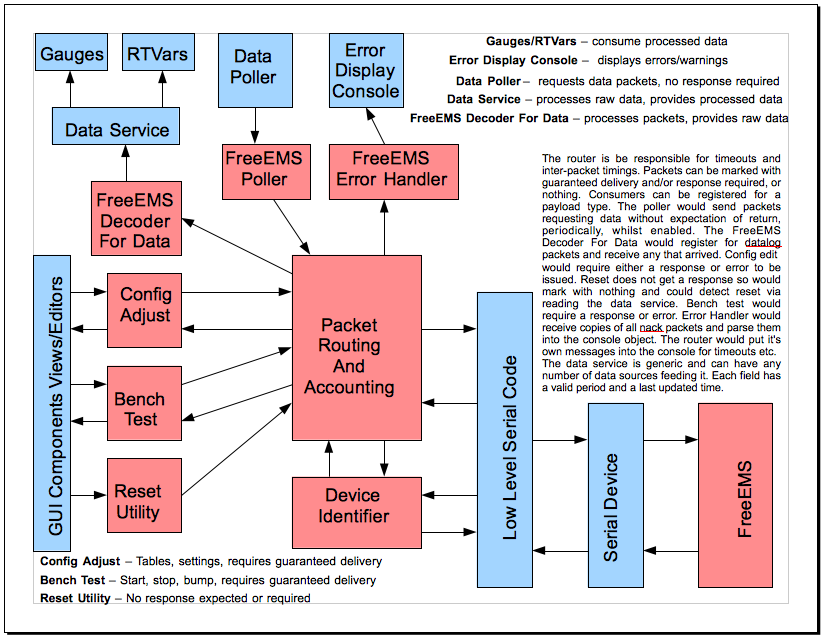 Gauges
RTVars
Data
Poller
Error
Display
Console
Gauges/RTVars – consume processed data
Error Display Console – displays errors/warnings
Data Poller – requests data packets, no response required
Data Service – processes raw data, provides processed data
FreeEMS Decoder For Data – processes packets, provides raw data
Data Service
FreeEMS
Poller
FreeEMS
Error Handler
FreeEMS
Decoder
For Data
The router is be responsible for timeouts and
inter-packet timings. Packets can be marked with
guaranteed delivery and/or response required, or
nothing. Consumers can be registered for a
payload type. The poller would send packets
requesting data without expectation of return,
periodically, whilst enabled. The FreeEMS
Decoder For Data would register for datalog
packets and receive any that arrived. Config edit
would require either a response or error to be
issued. Reset does not get a response so would
mark with nothing and could detect reset via
reading the data service. Bench test would
require a response or error. Error Handler would
receive copies of all nack packets and parse them
into the console object. The router would put it's
own messages into the console for timeouts etc.
The data service is generic and can have any
number of data sources feeding it. Each field has
a valid period and a last updated time.
GUI Components Views/Editors
Config
Adjust
Bench
Test
Reset
Utility
Packet
Routing
And
Accounting
Device
Identifier
Low Level Serial Code
Serial Device
FreeEMS
Config Adjust – Tables, settings, requires guaranteed delivery
Bench Test – Start, stop, bump, requires guaranteed delivery
Reset Utility – No response expected or required